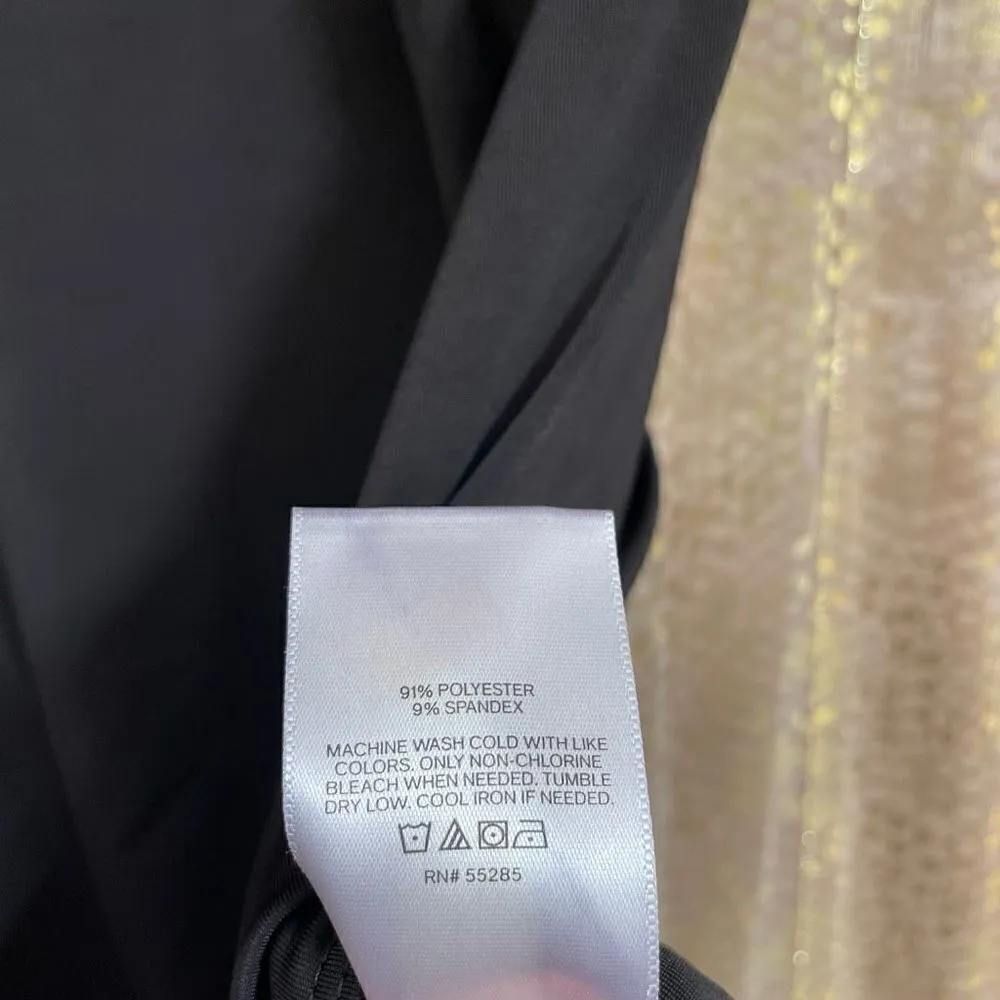 91% POLYESTER
9% SPANDEX
MACHINE WASH COLD WITH LIKE
COLORS. ONLY NON-CHLORINE
BLEACH WHEN NEEDED. TUMBLE
DRY LOW. COOL IRON IF NEEDED.
RN# 55285